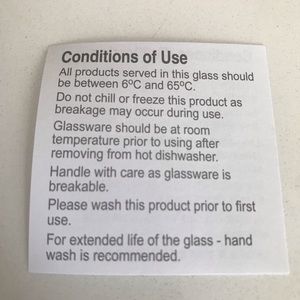 Conditions of Use
All products served in this glass should
be between 6ºC and 65ºC.
Do not chill or freeze this product as
breakage may occur during use.
Glassware should be at room
temperature prior to using after
removing from hot dishwasher.
Handle with care as glassware is
breakable.
Please wash this product prior to first
use.
For extended life of the glass - hand
wash is recommended.